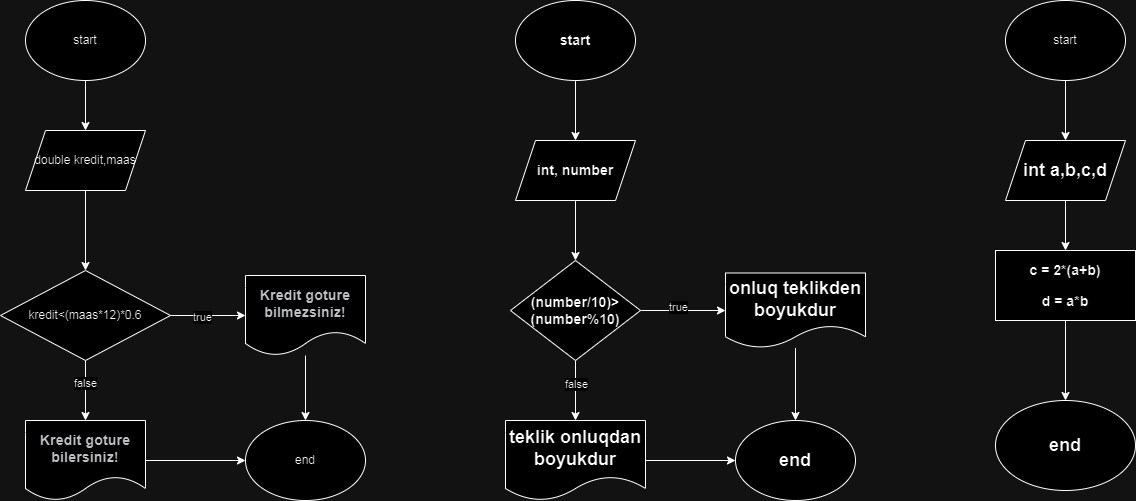 start
double kredit,maas
kredit<(maas*12)*0.6
true
Kredit goture
bilmezsiniz!
false
Kredit goture
bilersiniz!
end
start
int, number
(number/10)>
(number%10)
true
onluq teklikden
boyukdur
false
teklik onluqdan
boyukdur
end
start
int a,b,c,d
c = 2*(a+b)
d = a*b
end